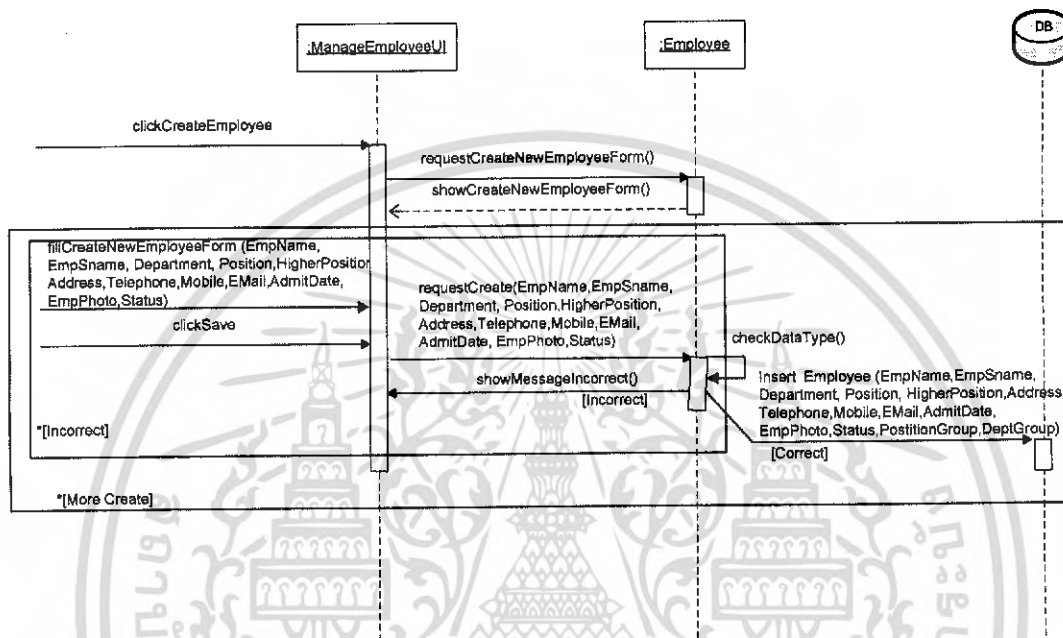 :ManageEmployeeUI
:Employee
DB
clickCreateEmployee
requestCreateNewEmployeeForm()
showCreateNewEmployeeForm()
fillCreateNewEmployeeForm (EmpName,
EmpSname, Department, Position,HigherPosition
Address,Telephone,Mobile,EMail,AdmitDate,
EmpPhoto,Status)
clickSave
requestCreate(EmpName,EmpSname,
Department, Position,HigherPosition,
Address,Telephone,Mobile,EMail,
AdmitDate, EmpPhoto,Status)
checkDataType()
showMessageIncorrect()
[Incorrect]
Insert Employee (EmpName,EmpSname,
Department, Position, HigherPosition,Address
Telephone,Mobile,EMail,AdmitDate,
EmpPhoto,Status,PostitionGroup,DeptGroup)
[Correct]
*[Incorrect]
*[More Create]